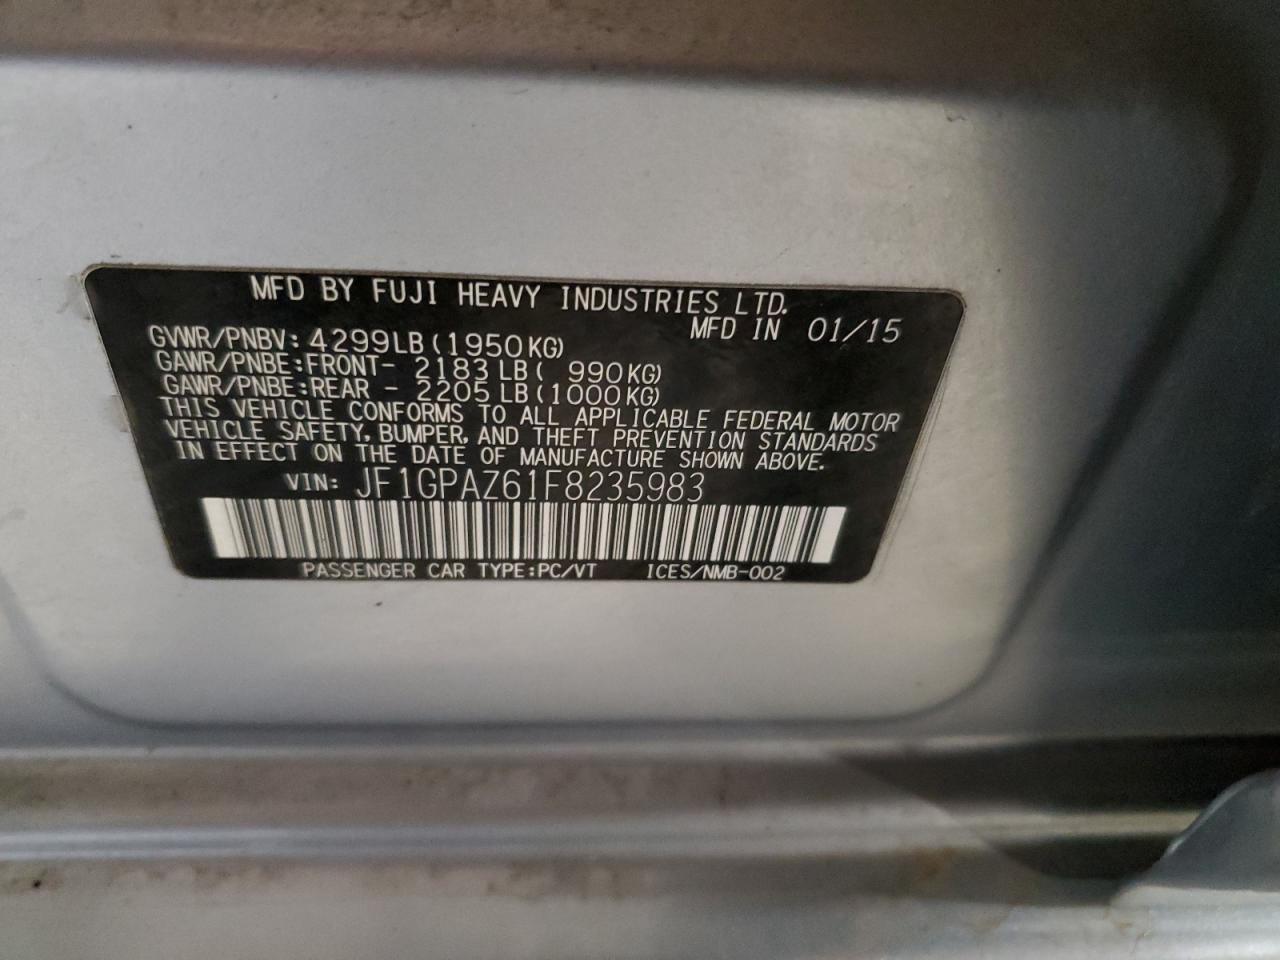 MFD BY FUJI HEAVY INDUSTRIES LTD.
MFD IN 01/15
GVWR/PNBV: 4299LB (1950KG)
GAWR/PNBE:FRONT- 2183 LB ( 990KG)
GAWR/PNBE:REAR - 2205 LB (1000KG)
THIS VEHICLE CONFORMS TO ALL APPLICABLE FEDERAL MOTOR
VEHICLE SAFETY, BUMPER, AND THEFT PREVENTION STANDARDS
IN EFFECT ON THE DATE OF MANUFACTURE SHOWN ABOVE.
VIN: JF1GPAZ61F8235983
PASSENGER CAR TYPE:PC/VT ICES/NMB-002